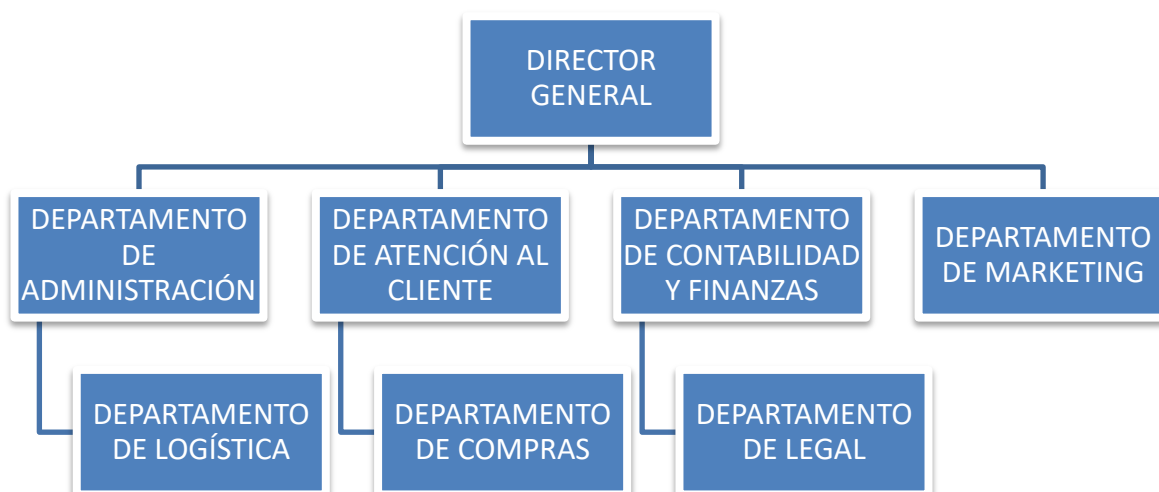 DIRECTOR
GENERAL
DEPARTAMENTO
DE
ADMINISTRACIÓN
DEPARTAMENTO
DE ATENCIÓN AL
CLIENTE
DEPARTAMENTO
DE CONTABILIDAD
Y FINANZAS
DEPARTAMENTO
DE MARKETING
DEPARTAMENTO
DE LOGÍSTICA
DEPARTAMENTO
DE COMPRAS
DEPARTAMENTO
DE LEGAL